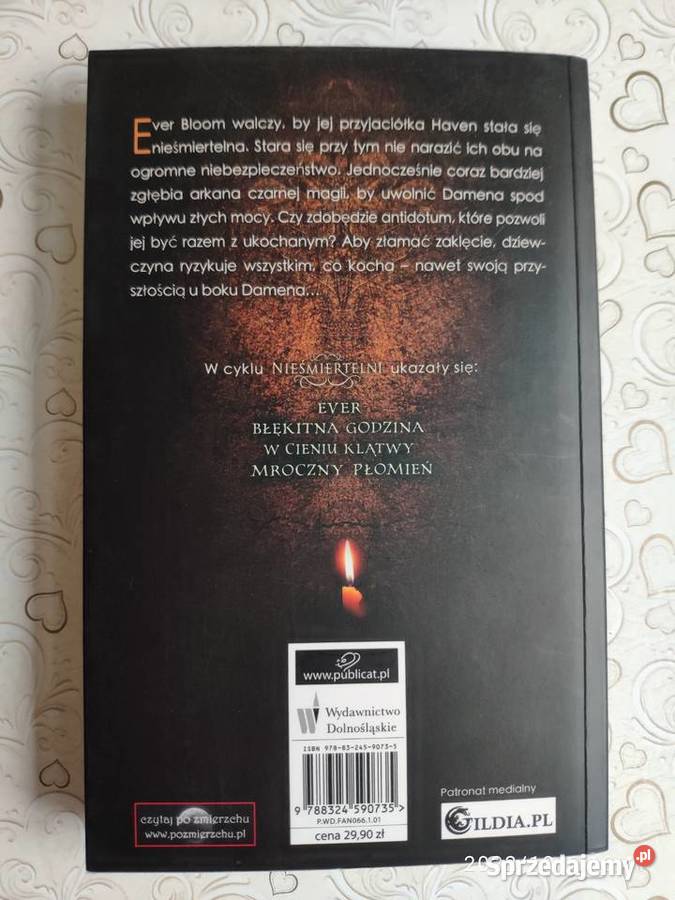 Ever Bloom walczy, by jej przyjaciółka Haven stała się
nieśmiertelna. Stara się przy tym nie narazić ich obu na
ogromne niebezpieczeństwo. Jednocześnie coraz bardziej
zgłębia arkana czarnej magii, by uwolnić Damena spod
wpływu złych mocy. Czy zdobędzie antidotum, które pozwoli
jej być razem z ukochanym? Aby złamać zaklęcie, dziew-
czyna ryzykuje wszystkim, co kocha – nawet swoją przy-
szłością u boku Damena...
W cyklu NIEŚMIERTELNI ukazały się:
EVER
BŁĘKITNA GODZINA
W CIENIU KLĄTWY
MROCZNY PŁOMIEŃ
www.publicat.pl
Wydawnictwo
Dolnośląskie
ISBN 978-83-245-9073-5
9 788324 590735
P.WD.FAN066.1.01
cena 29,90 zł
czytaj po zmierzchu
www.pozmierzchu.pl
Patronat medialny
GILDIA.PL
Sprzedajemy.pl